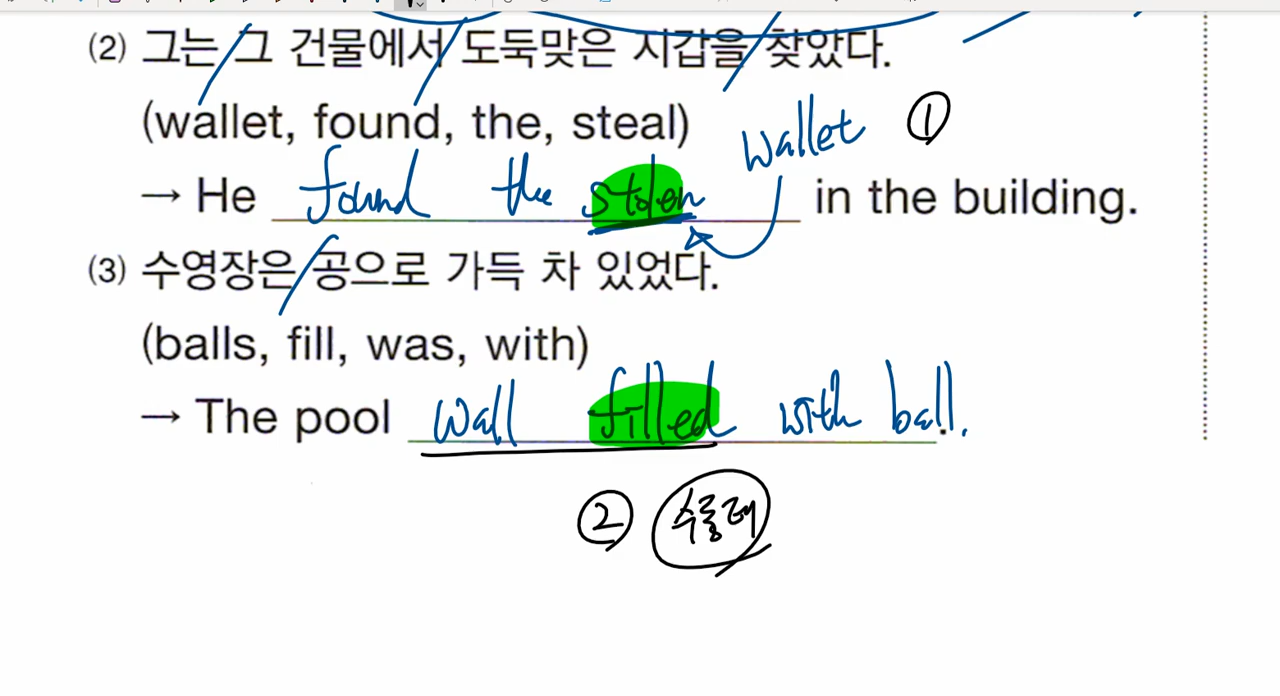 (2) 그는 그 건물에서 도둑맞은 지갑을 찾았다.
(wallet, found, the, steal)
wallet ①
→ He found the stolen in the building.
(3) 수영장은 공으로 가득 차 있었다.
(balls, fill, was, with)
→ The pool wall filled with ball.
② 수동태